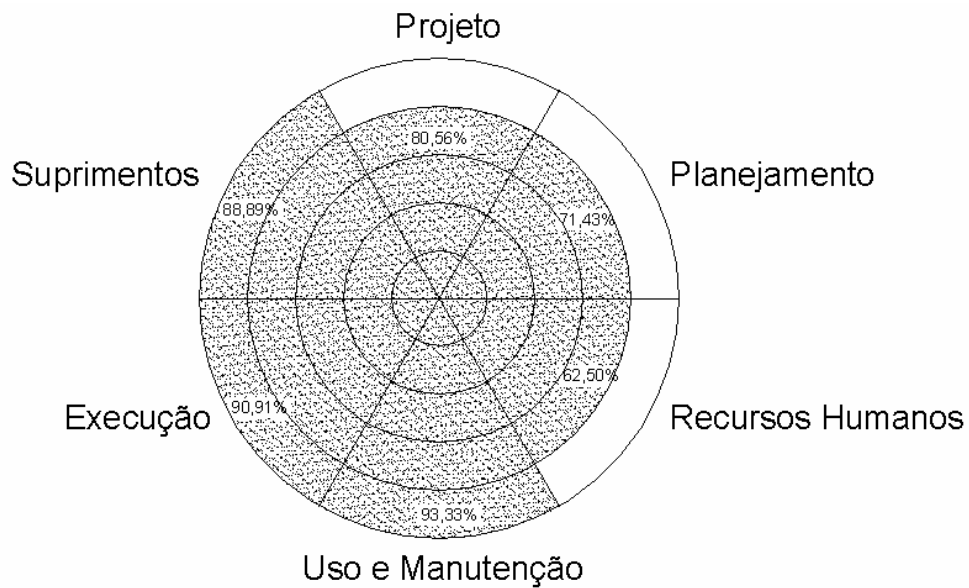 Projeto
80,56%
Suprimentos
Planejamento
88,89%
71,43%
62,50%
90,91%
Execução
Recursos Humanos
93,33%
Uso e Manutenção